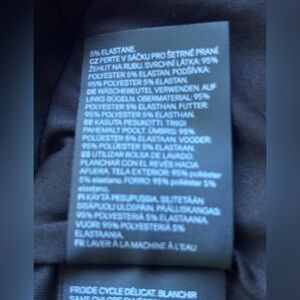 5% ELASTANE.
CZ PERTE V SÁČKU PRO ŠETRNÉ PRANÍ.
ŽEHLIT NA RUBU. SVRCHNÍ LÁTKA: 95%
POLYESTER 5% ELASTAN. PODŠÍVKA:
95% POLYESTER 5% ELASTAN.
DE WÄSCHEBEUTEL VERWENDEN. AUF
LINKS BÜGELN. OBERMATERIAL: 95%
POLYESTER 5% ELASTHAN. FUTTER:
95% POLYESTER 5% ELASTHAN.
EE KASUTA PESUKOTTI. TRIGI
PAHEMALT POOLT. ÜMBRIS: 95%
POLÜESTER 5% ELASTAAN. VOODER:
95% POLÜESTER 5% ELASTAAN.
ES UTILIZAR BOLSA DE LAVADO.
PLANCHAR CON EL REVÉS HACIA
AFUERA. TELA EXTERIOR: 95% poliéster
5% elastano. FORRO: 95% poliéster 5%
elastano.
FI KÄYTÄ PESUPUSSIA. SILITETÄÄN
SISÄPUOLI ULOSPÄIN. PÄÄLLISKANGAS:
95% POLYESTERIÄ 5% ELASTAANIA.
VUORI: 95% POLYESTERIÄ 5%
ELASTAANIA.
FR: LAVER À LA MACHINE À L'EAU
FROIDE CYCLE DÉLICAT. BLANCHIR